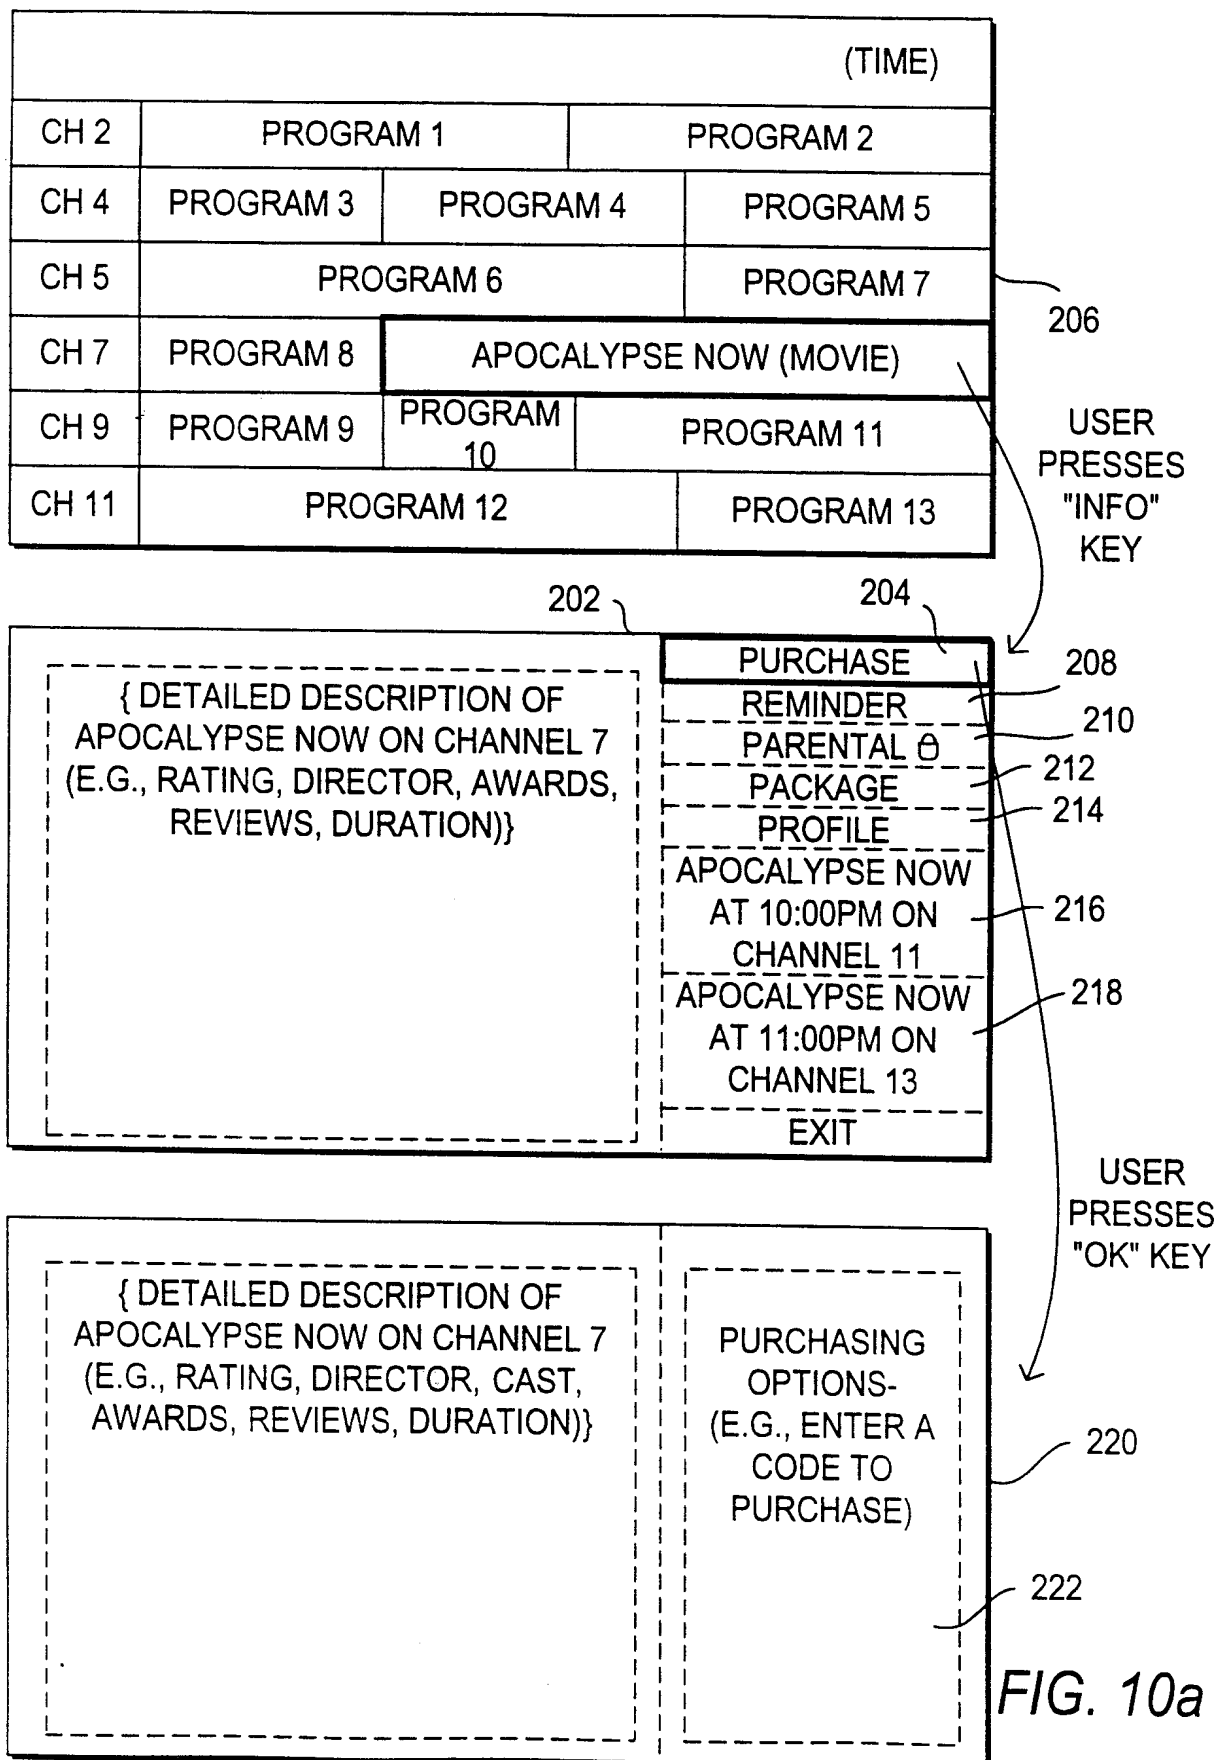 (TIME)
CH 2 PROGRAM 1 PROGRAM 2
CH 4 PROGRAM 3 PROGRAM 4 PROGRAM 5
CH 5 PROGRAM 6 PROGRAM 7
206
CH 7 PROGRAM 8 APOCALYPSE NOW (MOVIE)
CH 9 PROGRAM 9 PROGRAM
10 PROGRAM 11
CH 11 PROGRAM 12 PROGRAM 13
USER
PRESSES
"INFO"
KEY
202
204
{ DETAILED DESCRIPTION OF
APOCALYPSE NOW ON CHANNEL 7
(E.G., RATING, DIRECTOR, AWARDS,
REVIEWS, DURATION)}
PURCHASE
REMINDER
208
PARENTAL
210
PACKAGE
212
PROFILE
214
APOCALYPSE NOW
AT 10:00PM ON
CHANNEL 11
216
APOCALYPSE NOW
AT 11:00PM ON
CHANNEL 13
218
EXIT
USER
PRESSES
"OK" KEY
{ DETAILED DESCRIPTION OF
APOCALYPSE NOW ON CHANNEL 7
(E.G., RATING, DIRECTOR, CAST,
AWARDS, REVIEWS, DURATION)}
PURCHASING
OPTIONS-
(E.G., ENTER A
CODE TO
PURCHASE)
220
222
FIG. 10a